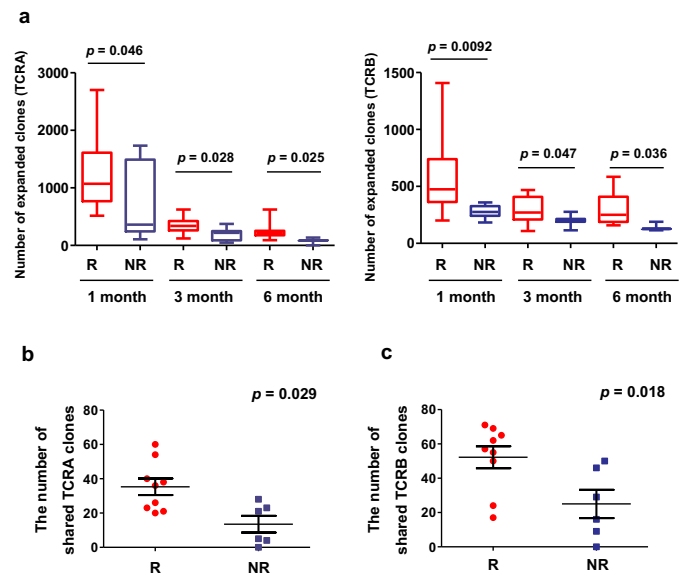 a
p = 0.046
p = 0.028
p = 0.025
Number of expanded clones (TCRA)
3000
2000
1000
0
R NR R NR R NR
1 month 3 month 6 month
p = 0.0092
p = 0.047
p = 0.036
Number of expanded clones (TCRB)
1500
1000
500
0
R NR R NR R NR
1 month 3 month 6 month
b
p = 0.029
The number of
shared TCRA clones
80
60
40
20
0
R NR
c
p = 0.018
The number of
shared TCRB clones
80
60
40
20
0
R NR